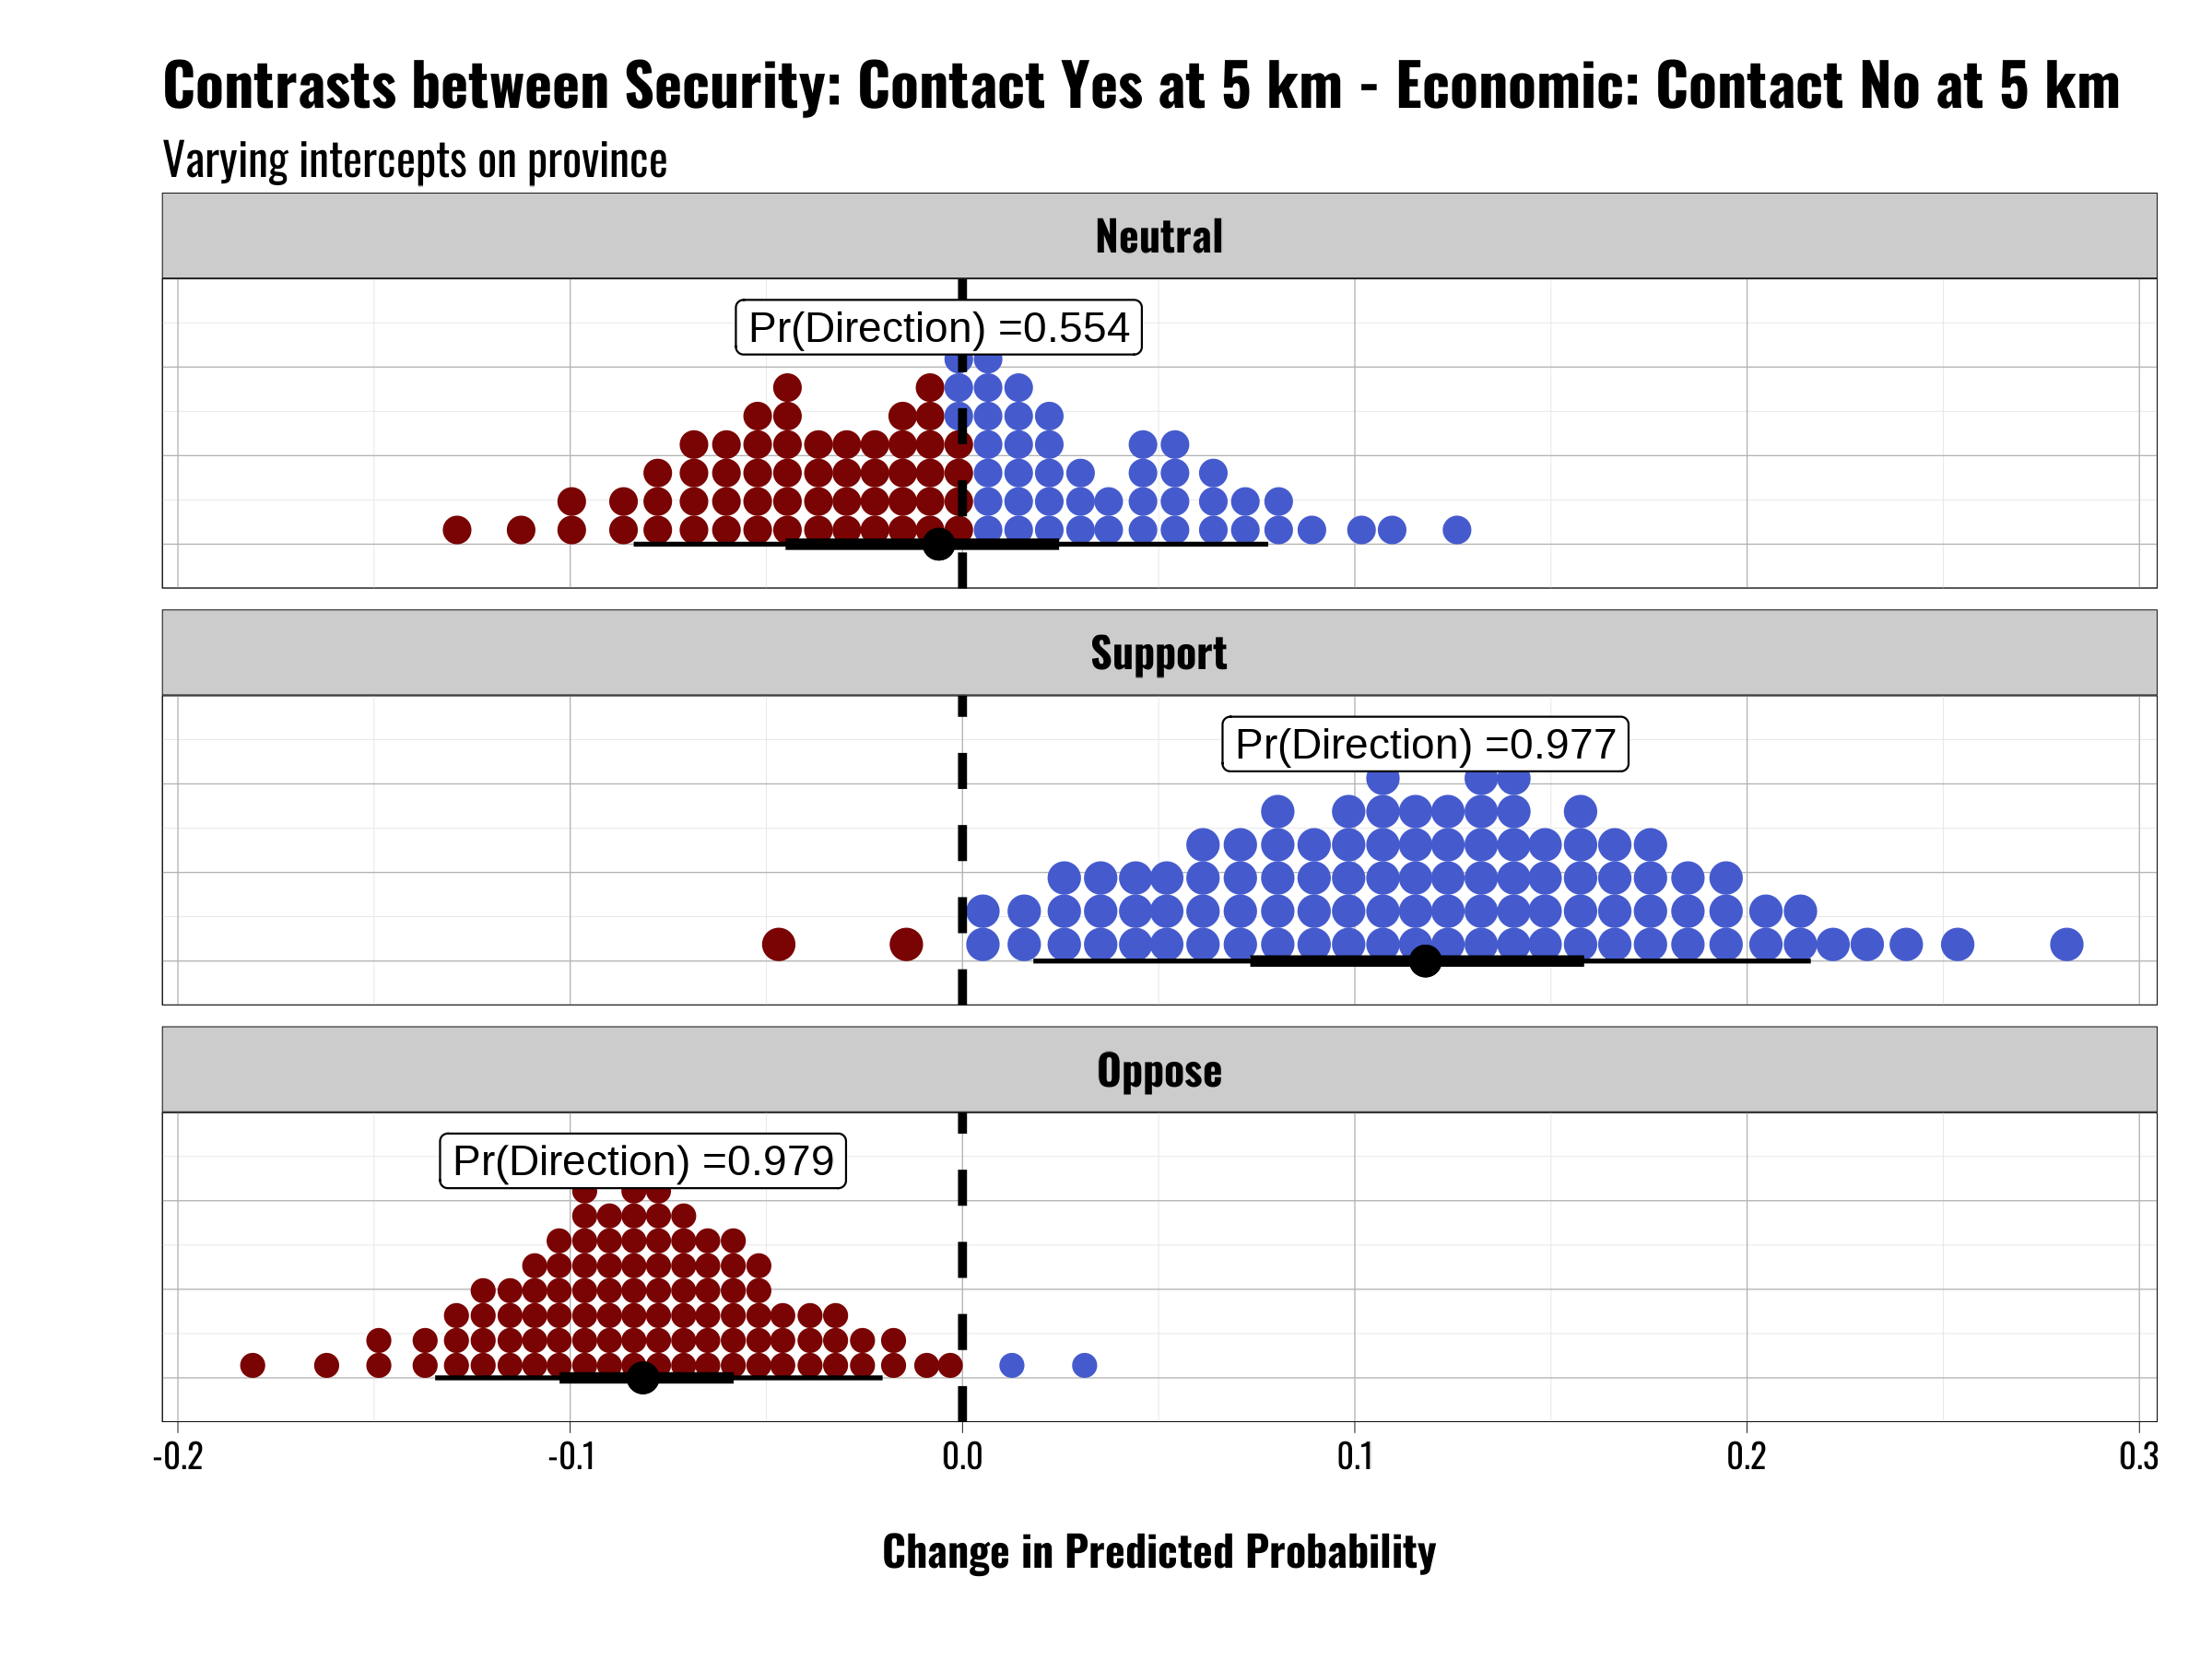 Contrasts between Security: Contact Yes at 5 km - Economic: Contact No at 5 km
Varying intercepts on province
Neutral
Pr(Direction) =0.554
Support
Pr(Direction) =0.977
Oppose
Pr(Direction) =0.979
-0.2 -0.1 0.0 0.1 0.2 0.3
Change in Predicted Probability